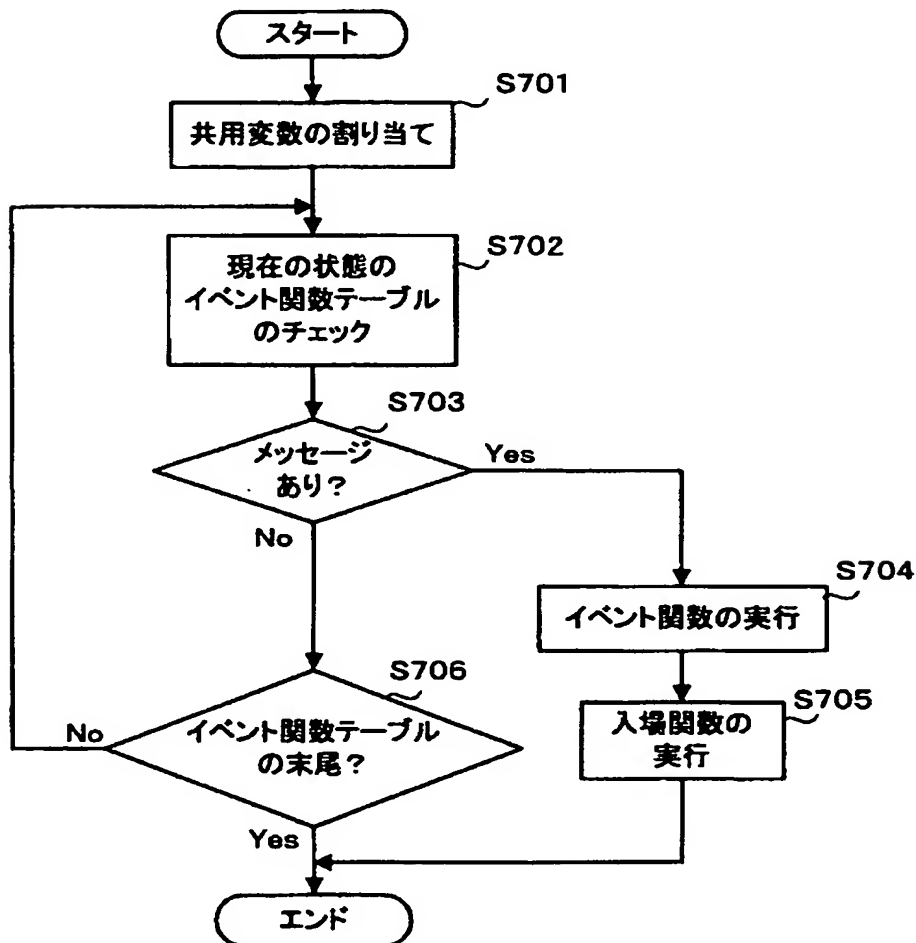 スタート
S701
共用変数の割り当て
S702
現在の状態の
イベント関数テーブル
のチェック
S703
メッセージ
あり?
Yes
No
S704
イベント関数の実行
S705
入場関数の
実行
S706
イベント関数テーブル
の末尾?
No
Yes
エンド